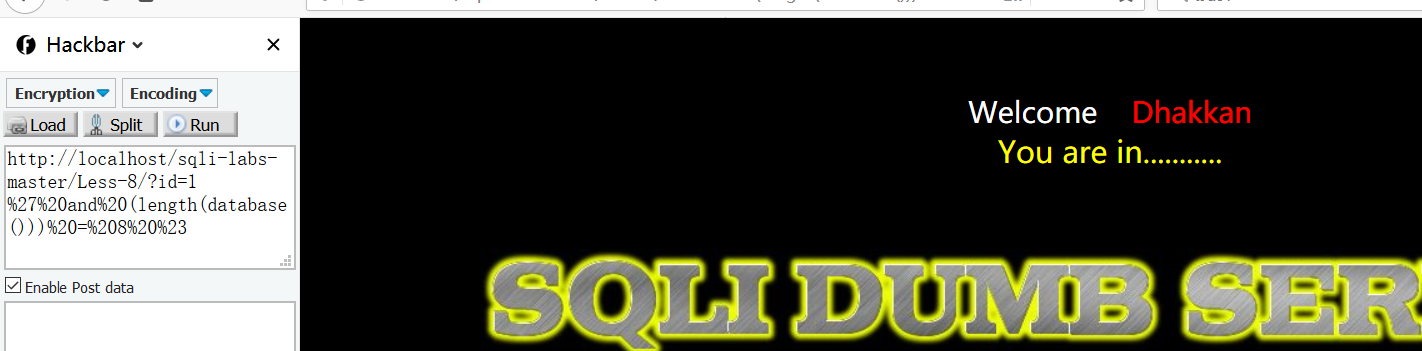 Hackbar
Encryption Encoding
Load Split Run
http://localhost/sqli-labs-
master/Less-8/?id=1
%27%20and%20(length(database
()))%20=%208%20%23
Enable Post data
Welcome Dhakkan
You are in...........
SQLI DUMB SER